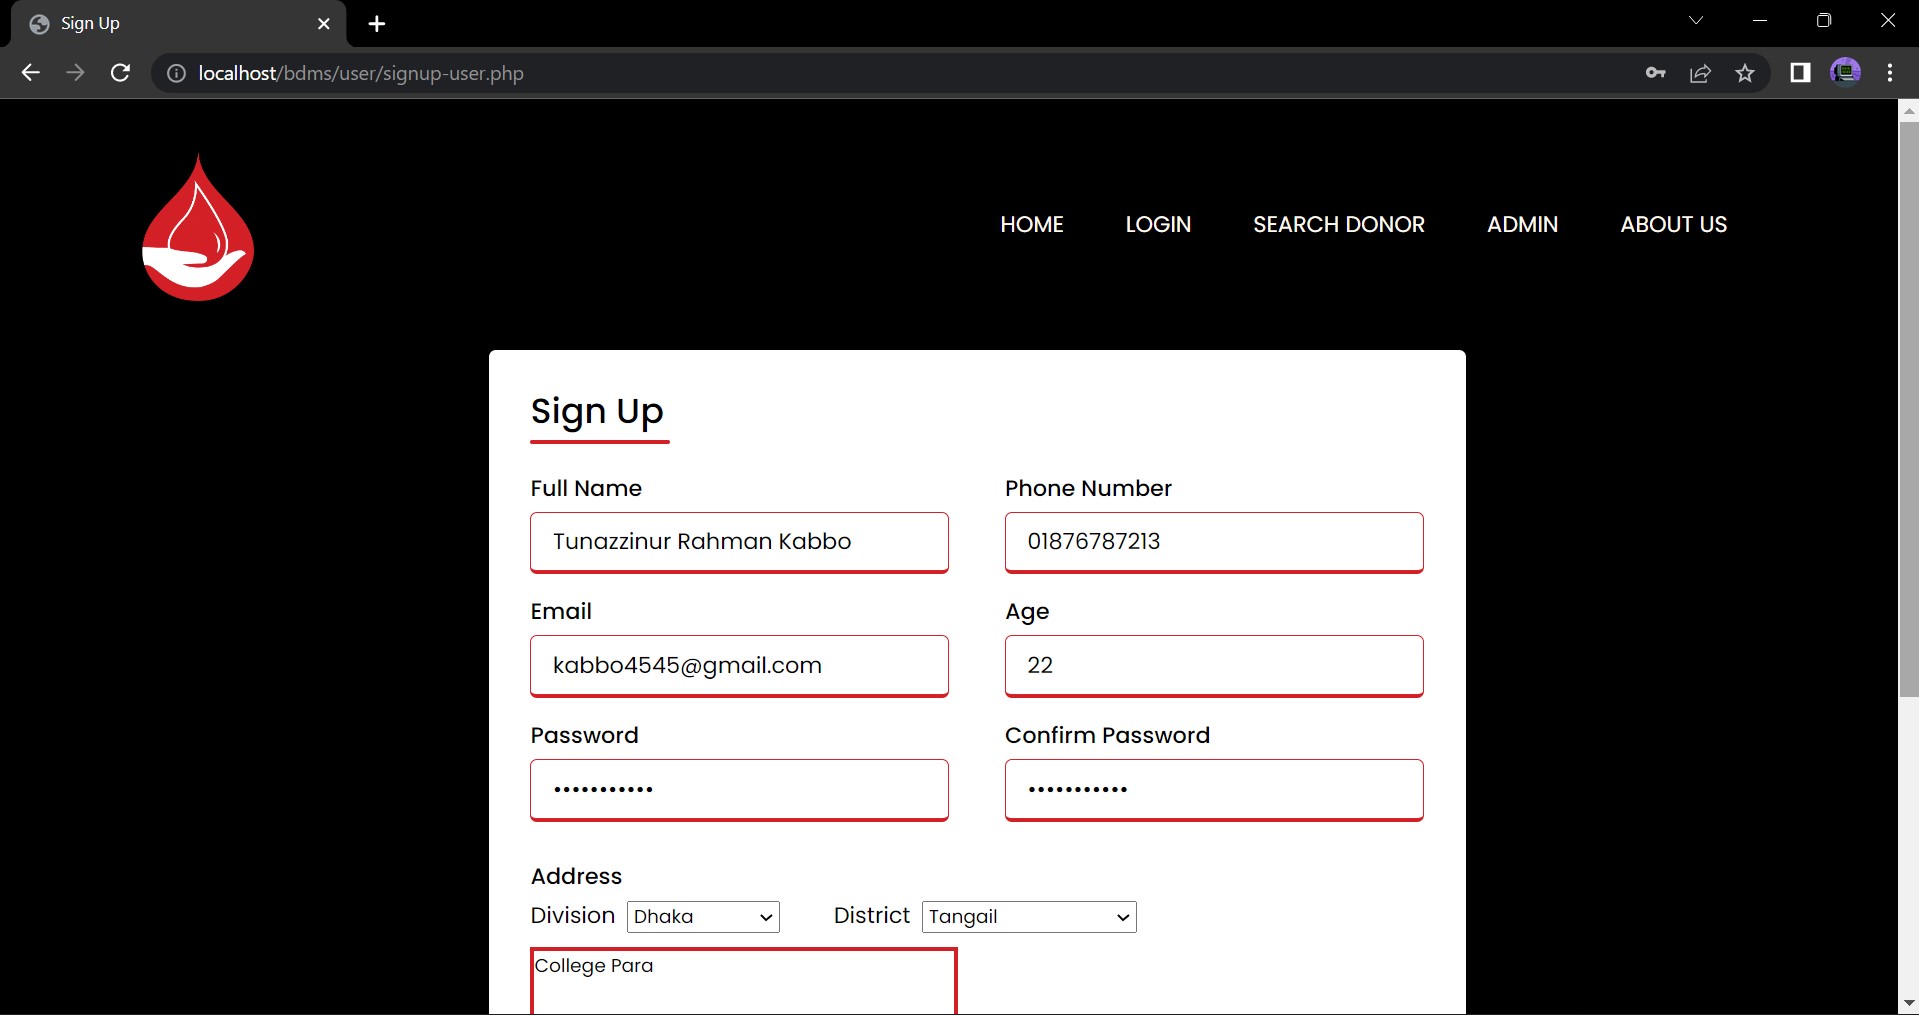 Sign Up
localhost/bdms/user/signup-user.php
HOME LOGIN SEARCH DONOR ADMIN ABOUT US
Sign Up
Full Name Phone Number
Tunazzinur Rahman Kabbo 01876787213
Email Age
kabbo4545@gmail.com 22
Password Confirm Password
••••••••••• •••••••••••
Address
Division Dhaka District Tangail
College Para